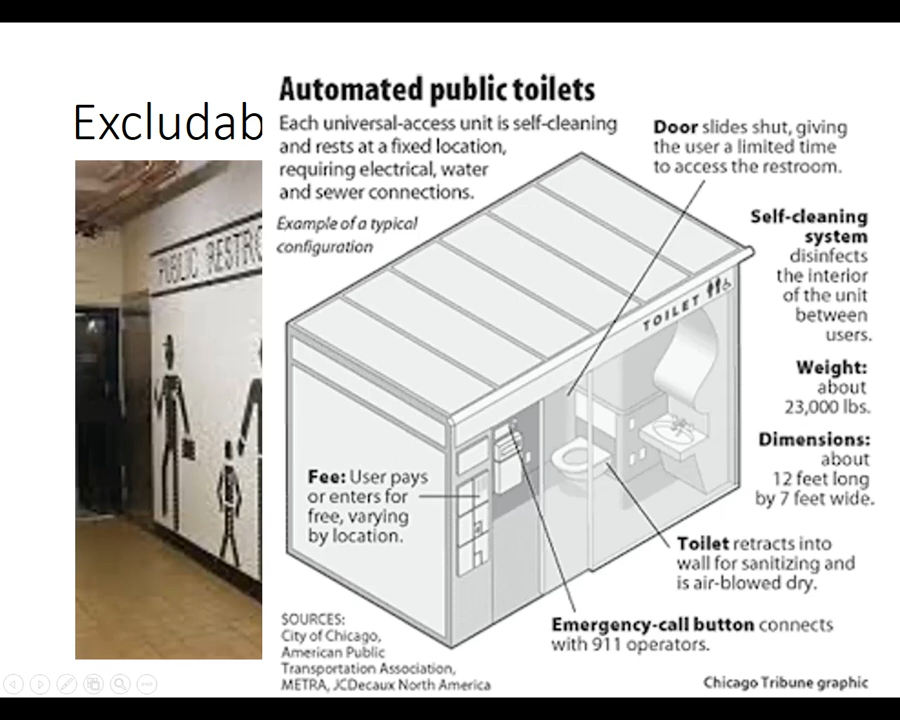 Excludab
PUBLIC RESTRO
Automated public toilets
Each universal-access unit is self-cleaning
and rests at a fixed location,
requiring electrical, water
and sewer connections.
Example of a typical
configuration
Door slides shut, giving
the user a limited time
to access the restroom.
Self-cleaning
system
disinfects
the interior
of the unit
between
users.
TOILET
Weight:
about
23,000 lbs.
Dimensions:
about
12 feet long
by 7 feet wide.
Fee: User pays
or enters for
free, varying
by location.
Toilet retracts into
wall for sanitizing and
is air-blowed dry.
Emergency-call button connects
with 911 operators.
SOURCES:
City of Chicago,
American Public
Transportation Association,
METRA, JCDecaux North America
Chicago Tribune graphic